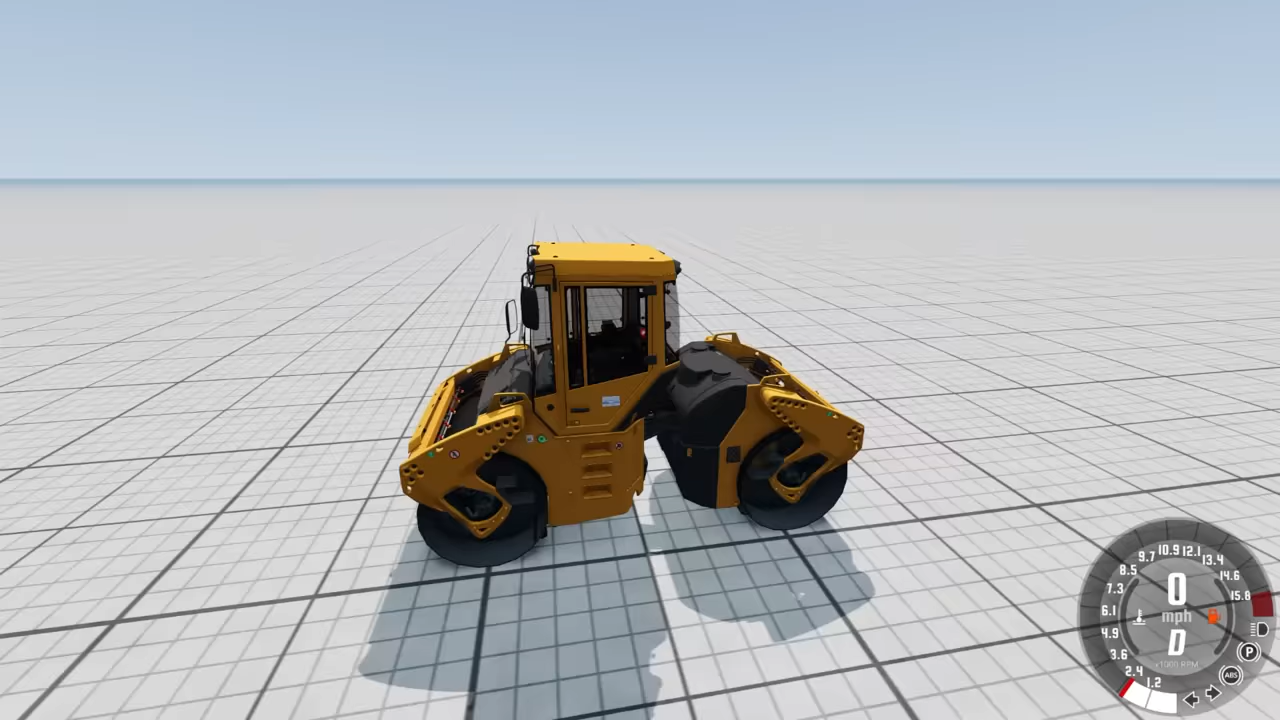 9.7 10.9 12.1
8.5 13.4
7.3 0 14.6
6.1 mph 15.8
4.9 D
3.6 x1000 RPM P
2.4 1.2 ABS